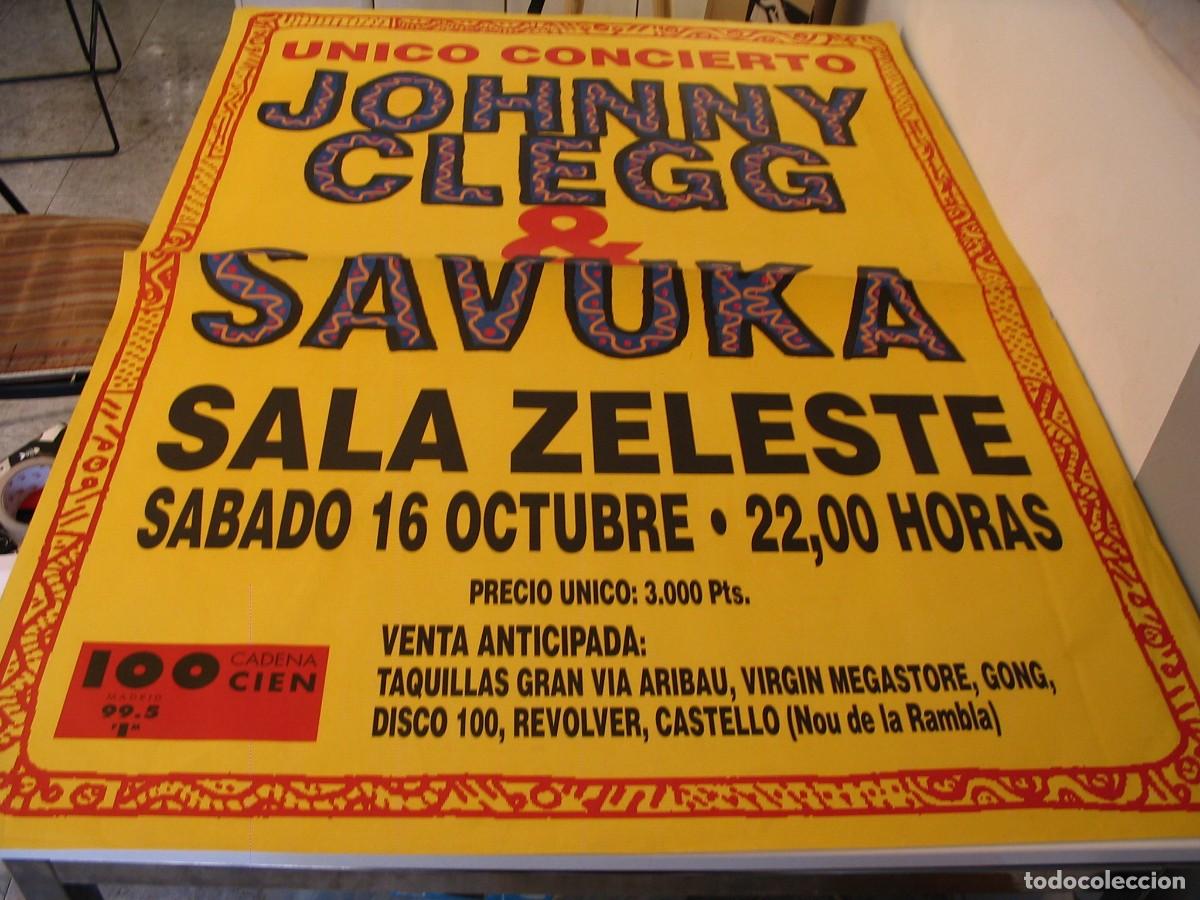 UNICO CONCIERTO
JOHNNY
CLEGG
&
SAVUKA
SALA ZELESTE
SABADO 16 OCTUBRE • 22,00 HORAS
PRECIO UNICO: 3.000 Pts.
VENTA ANTICIPADA:
TAQUILLAS GRAN VIA ARIBAU, VIRGIN MEGASTORE, GONG,
DISCO 100, REVOLVER, CASTELLO (Nou de la Rambla)
100 CADENA
CIEN
MADRID
99.5
todocoleccion